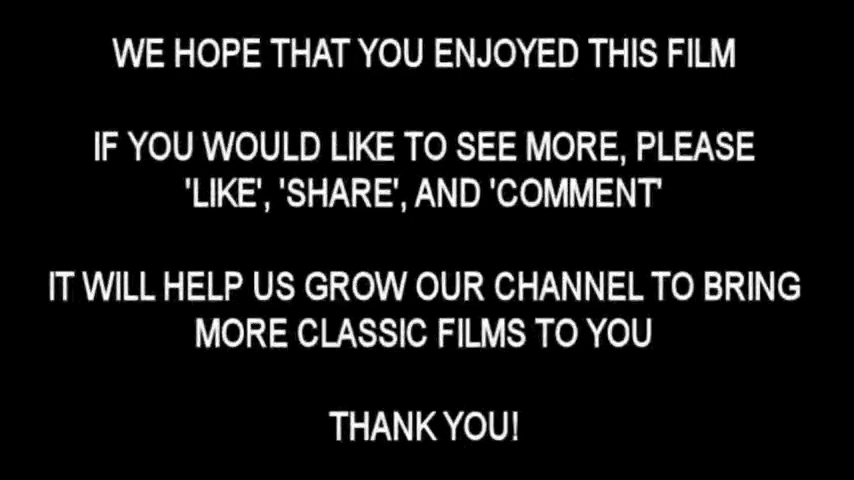 WE HOPE THAT YOU ENJOYED THIS FILM
IF YOU WOULD LIKE TO SEE MORE, PLEASE
'LIKE', 'SHARE', AND 'COMMENT'
IT WILL HELP US GROW OUR CHANNEL TO BRING
MORE CLASSIC FILMS TO YOU
THANK YOU!